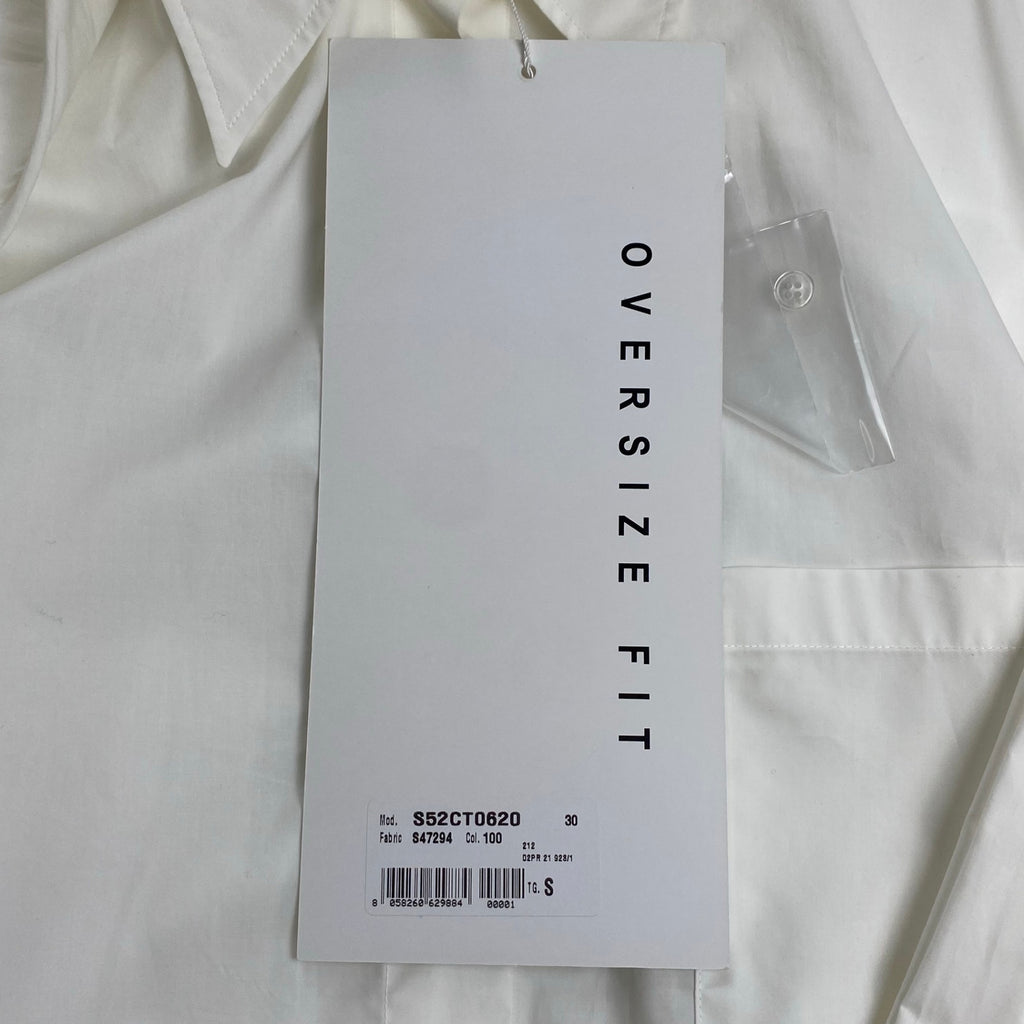 OVERSIZE FIT
Mod. S52CT0620 30
Fabric S47294 Col. 100
212
D2PR 21 928/1
TG. S
8 058260 629884 00001